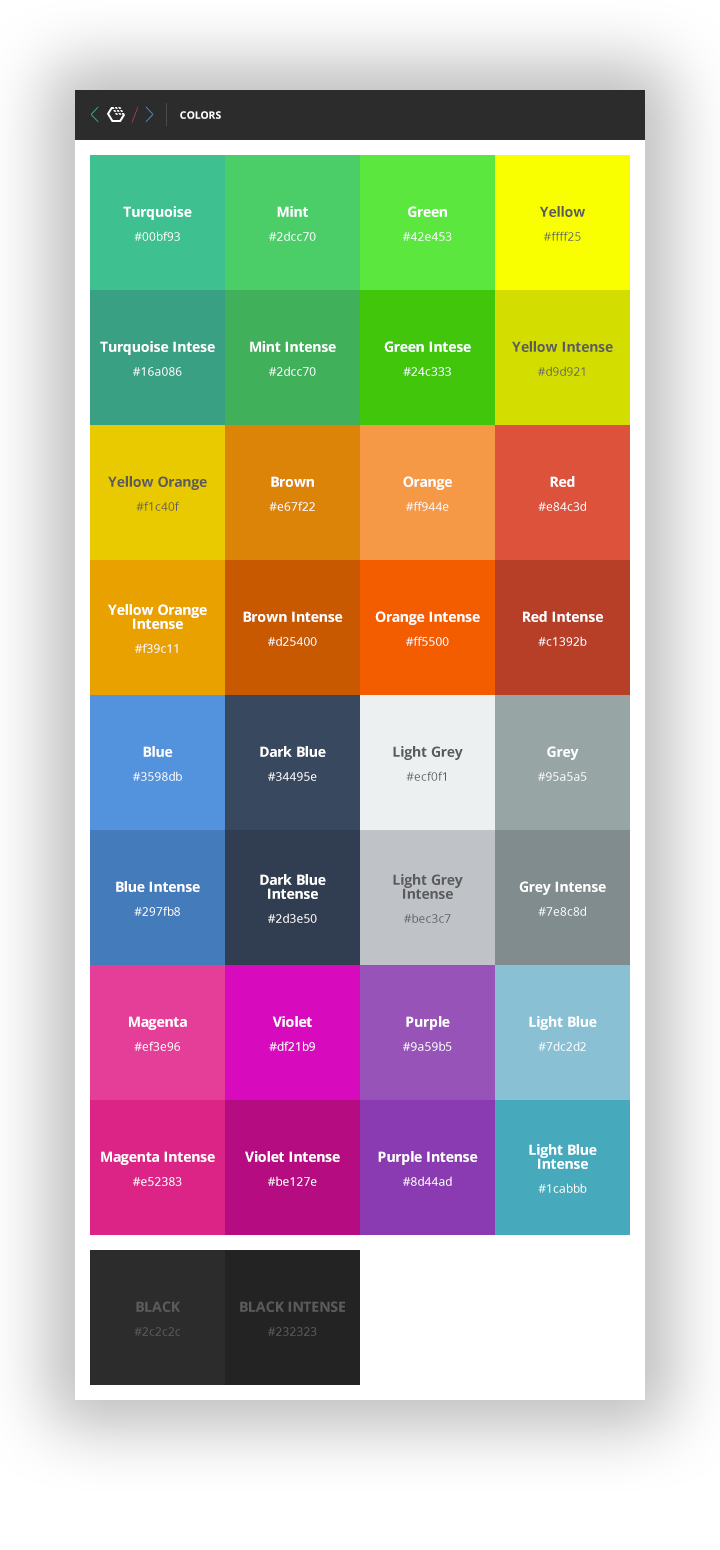 COLORS
Turquoise
#00bf93
Mint
#2dcc70
Green
#42e453
Yellow
#ffff25
Turquoise Intese
#16a086
Mint Intense
#2dcc70
Green Intese
#24c333
Yellow Intense
#d9d921
Yellow Orange
#f1c40f
Brown
#e67f22
Orange
#ff944e
Red
#e84c3d
Yellow Orange
Intense
#f39c11
Brown Intense
#d25400
Orange Intense
#ff5500
Red Intense
#c1392b
Blue
#3598db
Dark Blue
#34495e
Light Grey
#ecf0f1
Grey
#95a5a5
Blue Intense
#297fb8
Dark Blue
Intense
#2d3e50
Light Grey
Intense
#bec3c7
Grey Intense
#7e8c8d
Magenta
#ef3e96
Violet
#df21b9
Purple
#9a59b5
Light Blue
#7dc2d2
Magenta Intense
#e52383
Violet Intense
#be127e
Purple Intense
#8d44ad
Light Blue
Intense
#1cabbb
BLACK
#2c2c2c
BLACK INTENSE
#232323